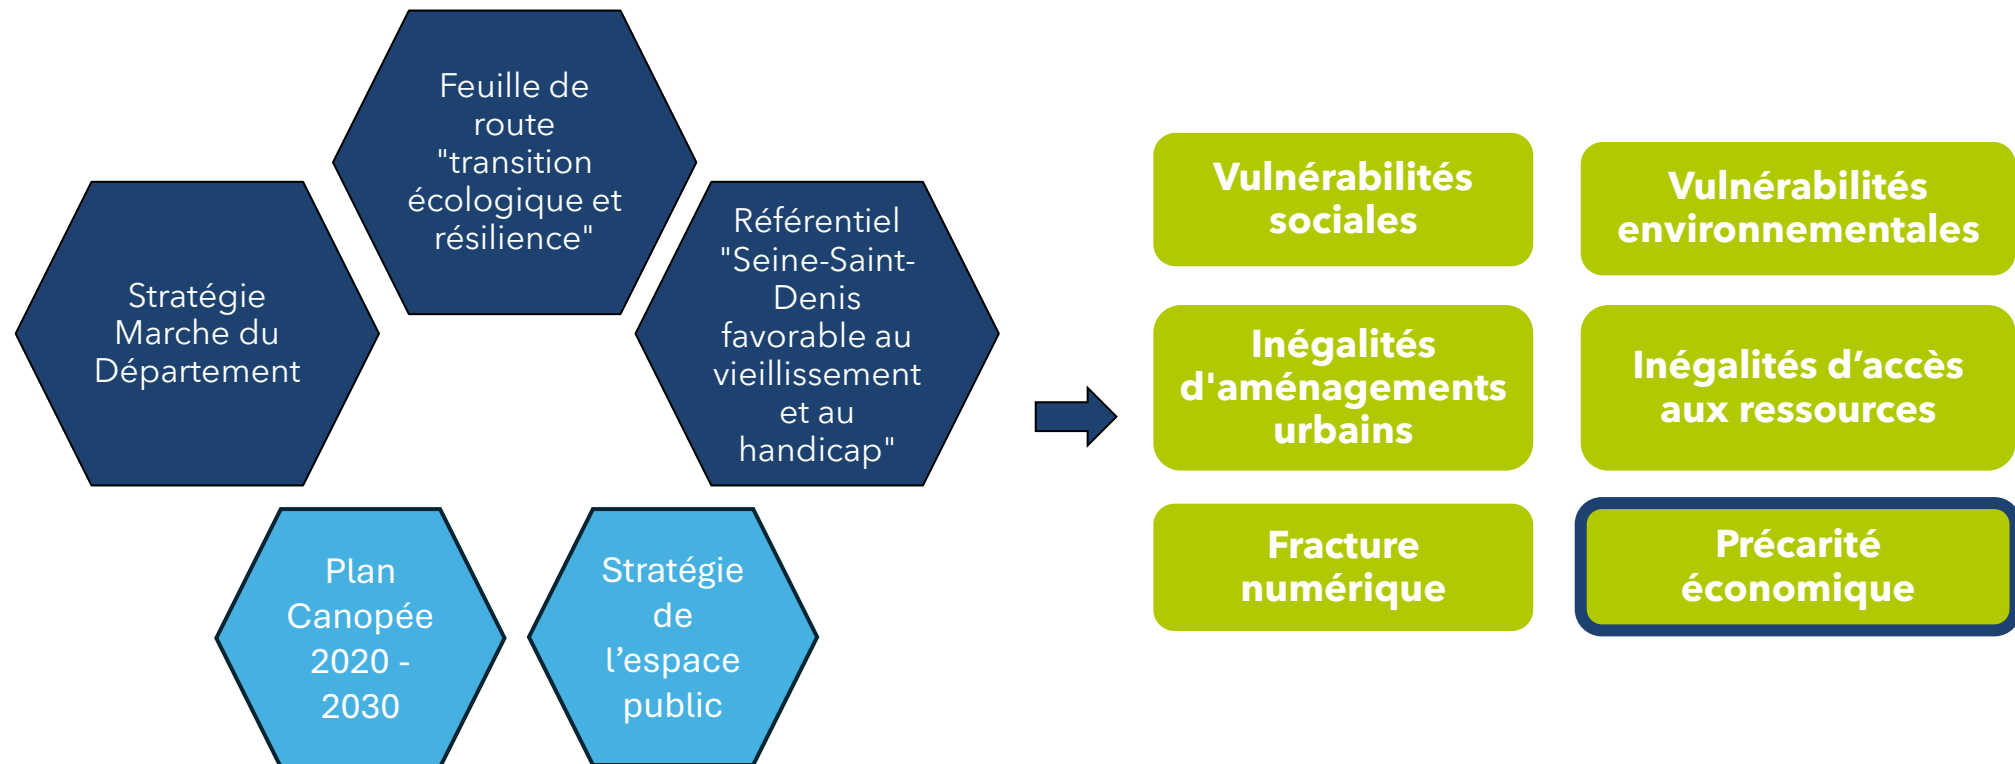 Feuille de
route
"transition
écologique et
résilience"
Stratégie
Marche du
Département
Référentiel
"Seine-Saint-
Denis
favorable au
vieillissement
et au
handicap"
Plan
Canopée
2020 -
2030
Stratégie
de
l’espace
public
Vulnérabilités
sociales
Vulnérabilités
environnementales
Inégalités
d'aménagements
urbains
Inégalités d’accès
aux ressources
Fracture
numérique
Précarité
économique